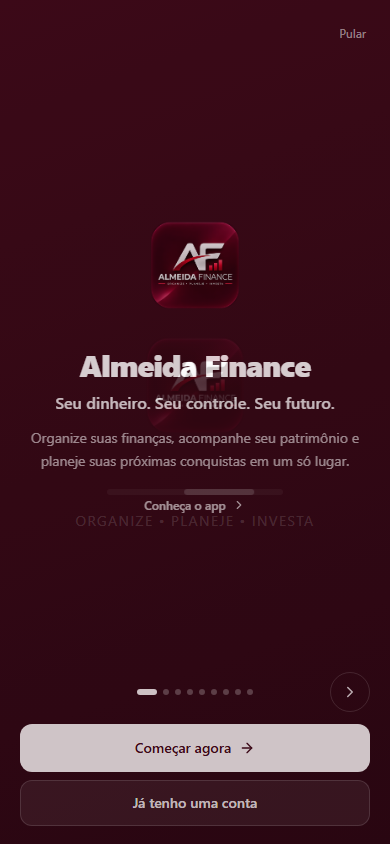 Pular
AF
ALMEIDA FINANCE
Almeida Finance
Seu dinheiro. Seu controle. Seu futuro.
Organize suas finanças, acompanhe seu patrimônio e
planeje suas próximas conquistas em um só lugar.
Conheça o app
ORGANIZE • PLANEJE • INVISTA
Começar agora
Já tenho uma conta